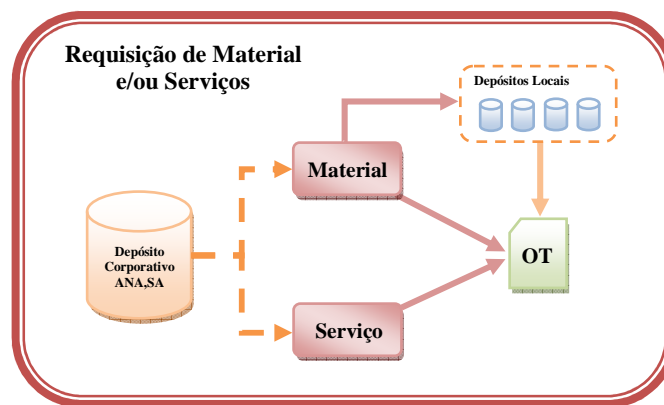 Requisição de Material
e/ou Serviços
Depósitos Locais
Material
Depósito
Corporativo
ANA,SA
OT
Serviço